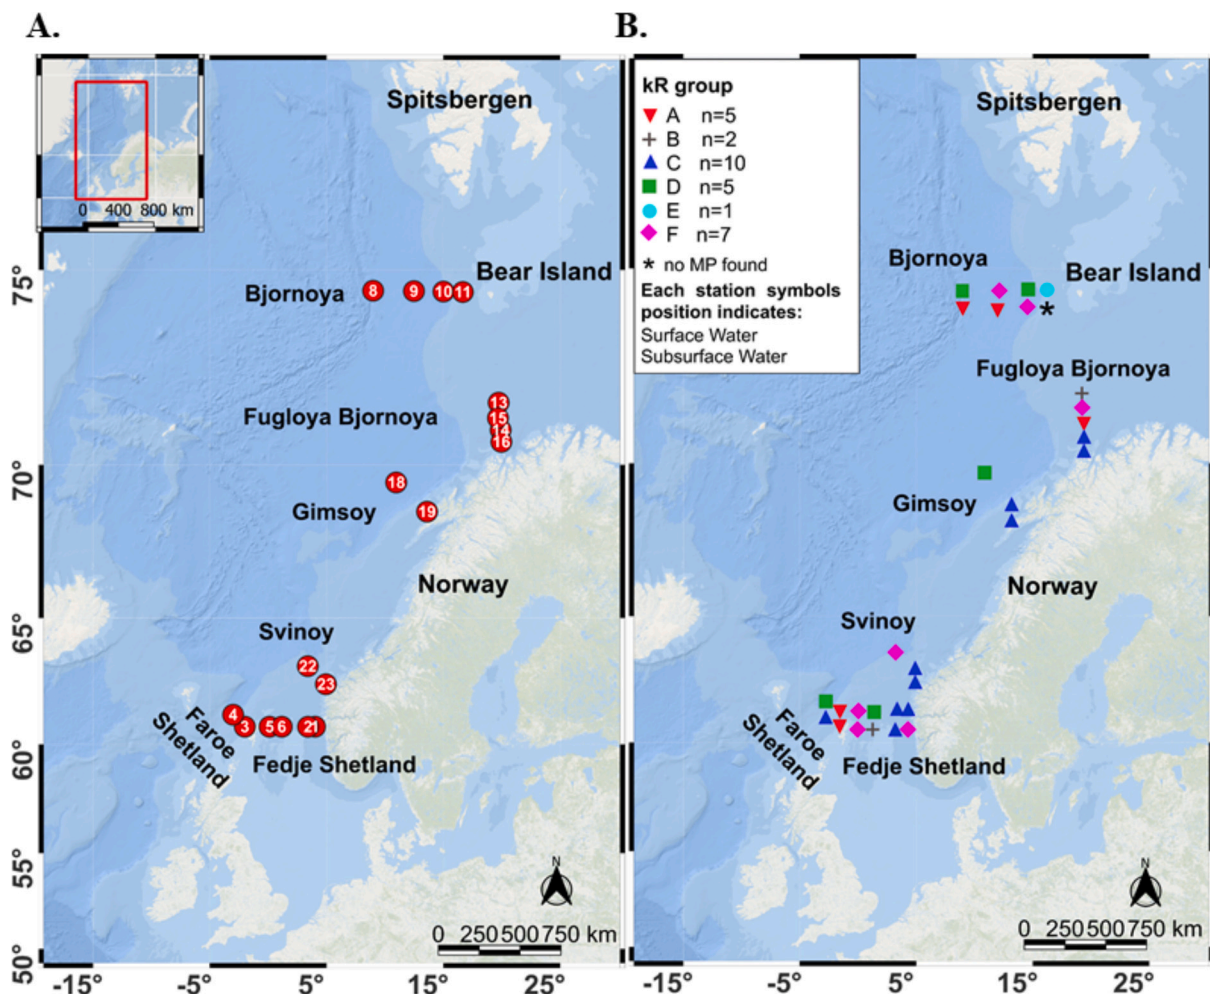 A.
Spitsbergen
0 400 800 km
Bear Island
Bjornoya
8 9 10 11
75°
13
Fugloya Bjornoya
15
14
16
70°
18
Gimsoy
19
Norway
65°
Svinoy
22
23
4
3 5 6 2 1
Faroe
Shetland
60°
Fedje Shetland
55°
N
0 250 500 750 km
50°
-15° -5° 5° 15° 25°
B.
kR group
A n=5
B n=2
C n=10
D n=5
E n=1
F n=7
* no MP found
Each station symbols
position indicates:
Surface Water
Subsurface Water
Spitsbergen
Bjornoya
Bear Island
*
Fugloya Bjornoya
Gimsoy
Norway
Svinoy
Faroe
Shetland
Fedje Shetland
N
0 250 500 750 km
-15° -5° 5° 15° 25°